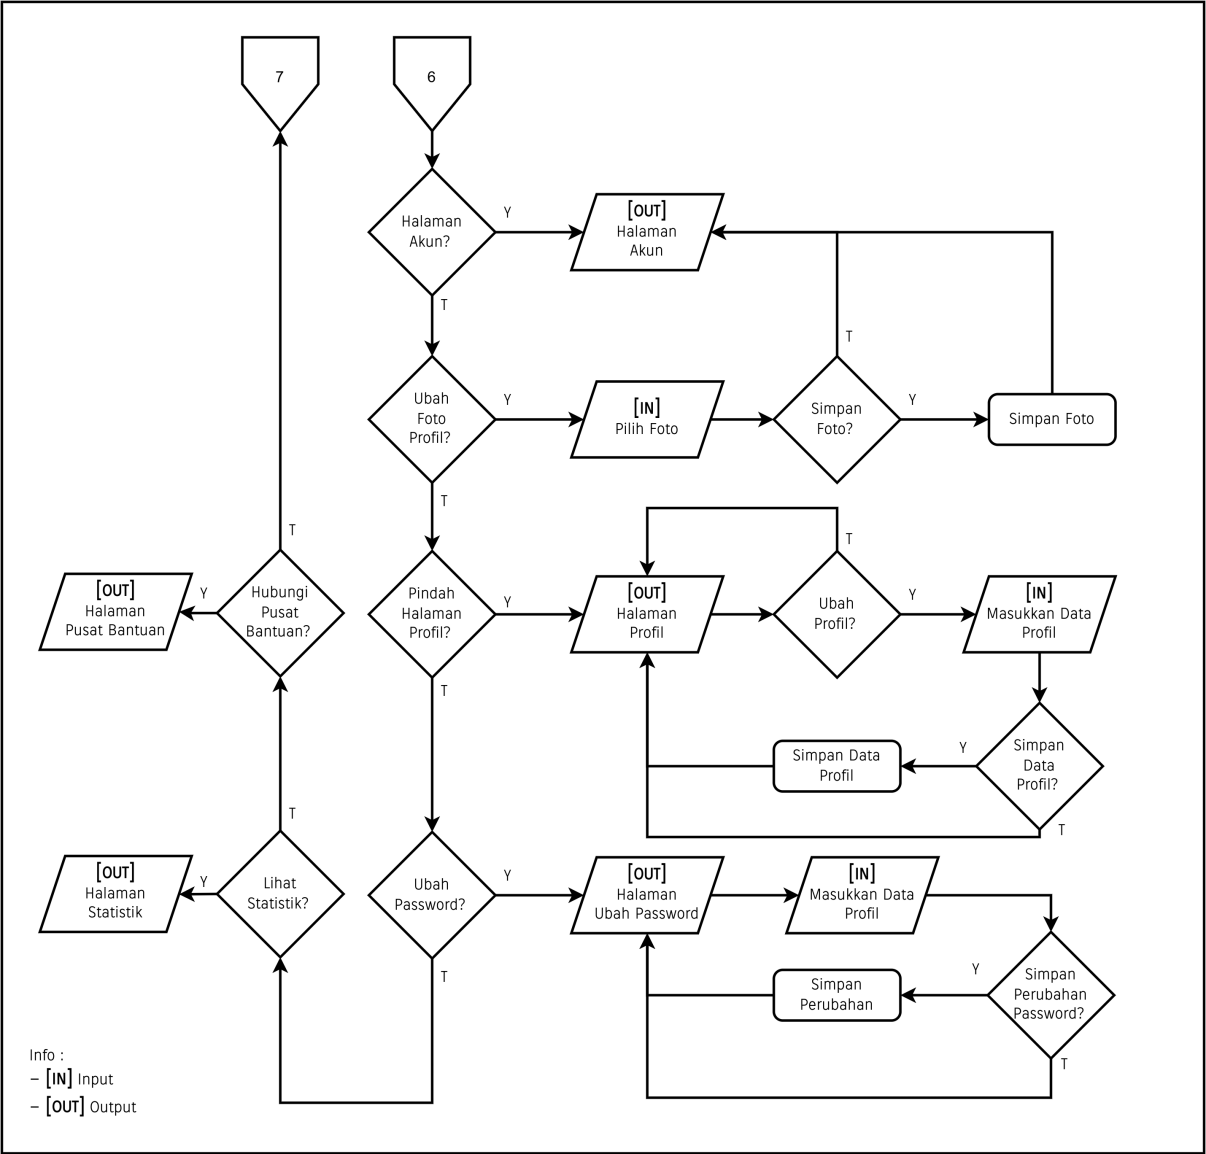 7
6
Halaman
Akun?
Y
T
[OUT]
Halaman
Akun
Ubah
Foto
Profil?
Y
T
[IN]
Pilih Foto
Simpan
Foto?
T
Y
Simpan Foto
T
Hubungi
Pusat
Bantuan?
Y
[OUT]
Halaman
Pusat Bantuan
Pindah
Halaman
Profil?
Y
T
[OUT]
Halaman
Profil
T
Ubah
Profil?
Y
[IN]
Masukkan Data
Profil
Simpan
Data
Profil?
Y
T
Simpan Data
Profil
T
Lihat
Statistik?
Y
[OUT]
Halaman
Statistik
Ubah
Password?
Y
T
[OUT]
Halaman
Ubah Password
[IN]
Masukkan Data
Profil
Simpan
Perubahan
Password?
Y
T
Simpan
Perubahan
Info :
– [IN] Input
– [OUT] Output